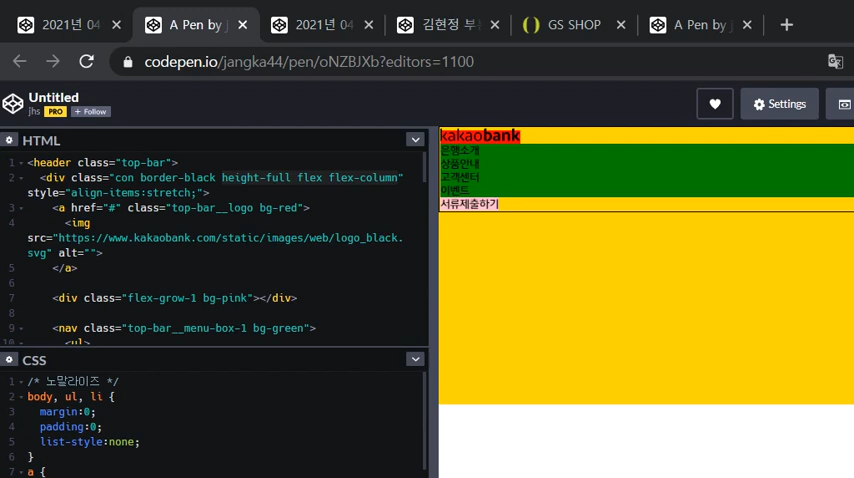 2021년 04
A Pen by j
2021년 04
김현정 부
GS SHOP
A Pen by j
codepen.io/jangka44/pen/oNZBJXb?editors=1100
Untitled
jhs PRO + Follow
Settings
HTML
1 <header class="top-bar">
2 <div class="con border-black height-full flex flex-column"
style="align-items:stretch;">
3 <a href="#" class="top-bar__logo bg-red">
4 <img
src="https://www.kakaobank.com/static/images/web/logo_black.
svg" alt="">
5 </a>
6
7 <div class="flex-grow-1 bg-pink"></div>
8
9 <nav class="top-bar__menu-box-1 bg-green">
10 <ul>
CSS
1 /* 노말라이즈 */
2 body, ul, li {
3 margin:0;
4 padding:0;
5 list-style:none;
6 }
7 a {
kakaobank
은행소개
상품안내
고객센터
이벤트
서류제출하기